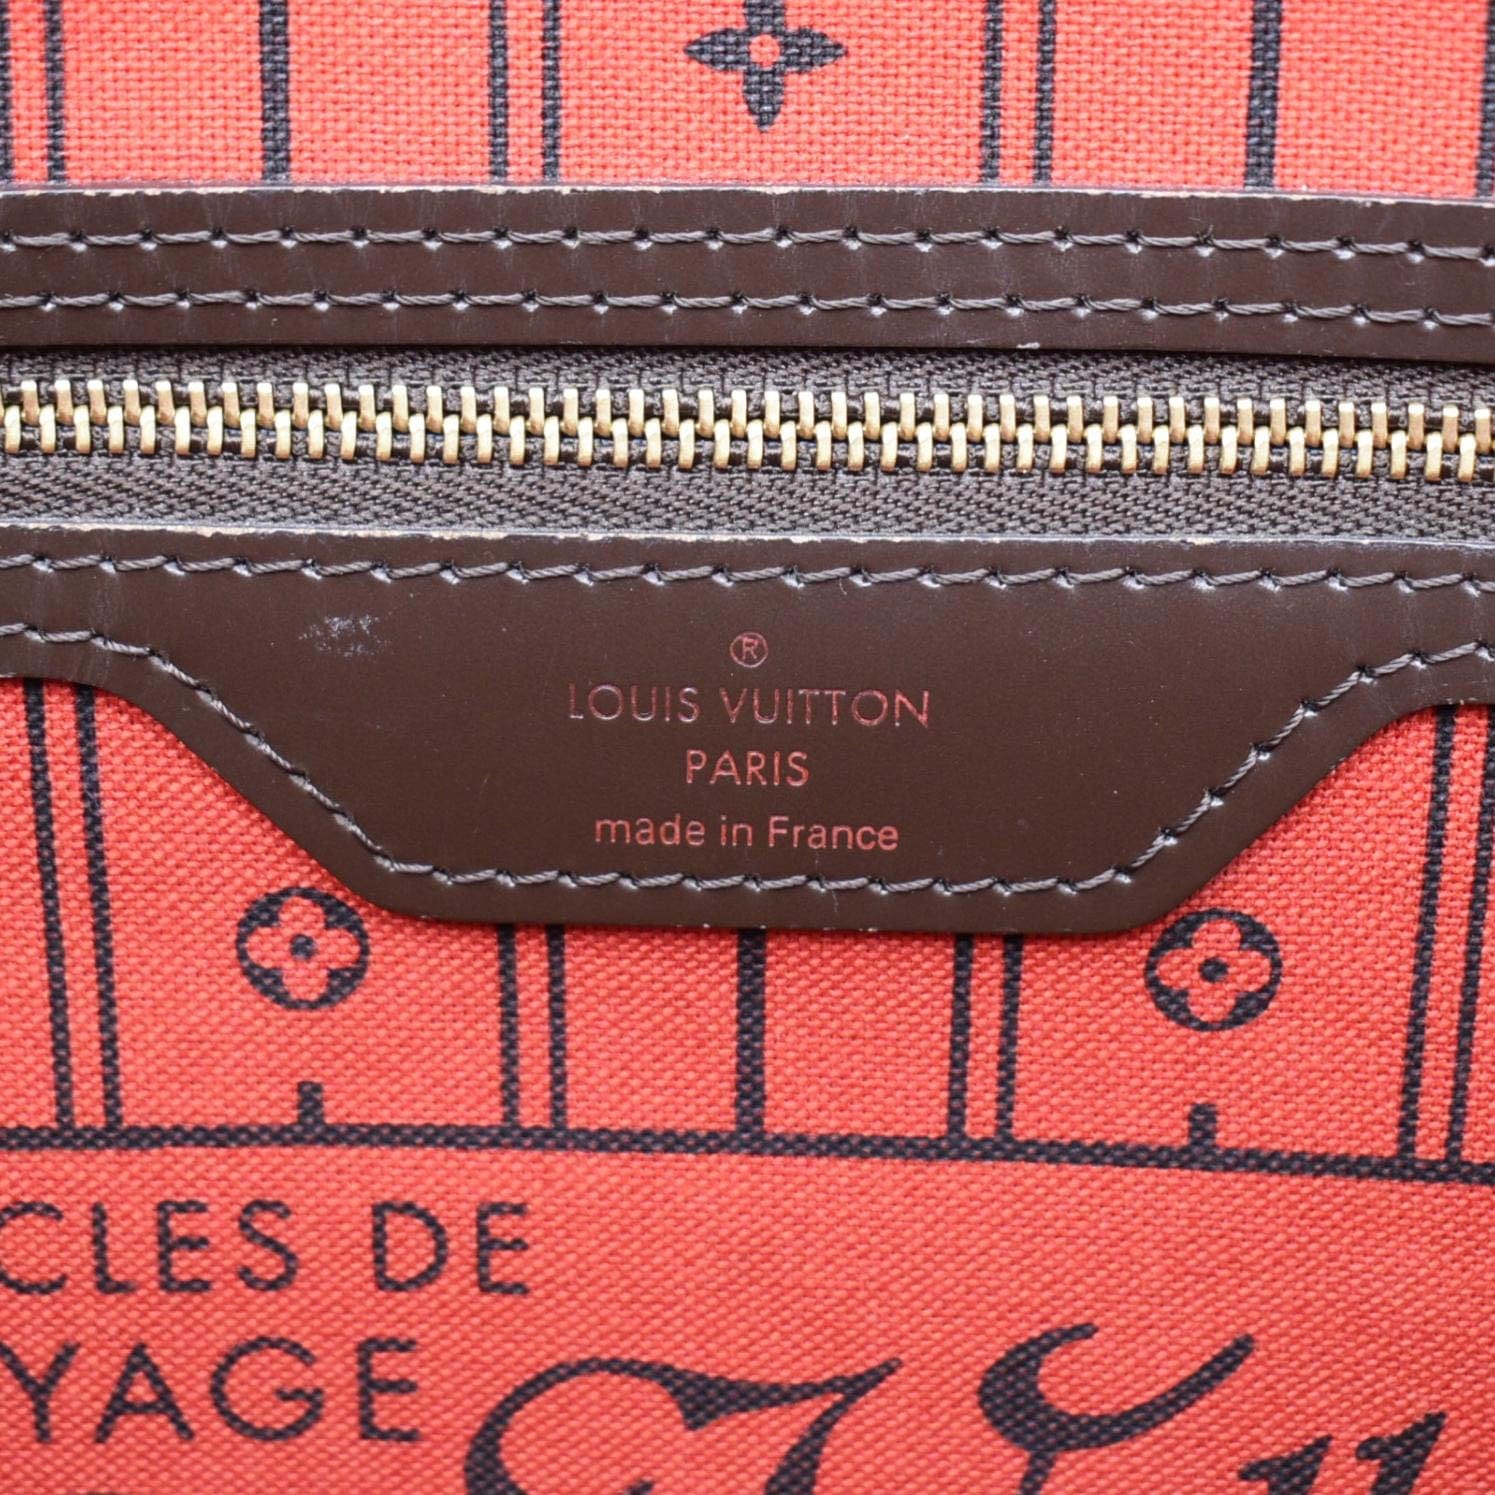 ®
LOUIS VUITTON
PARIS
made in France
CLES DE
YAGE